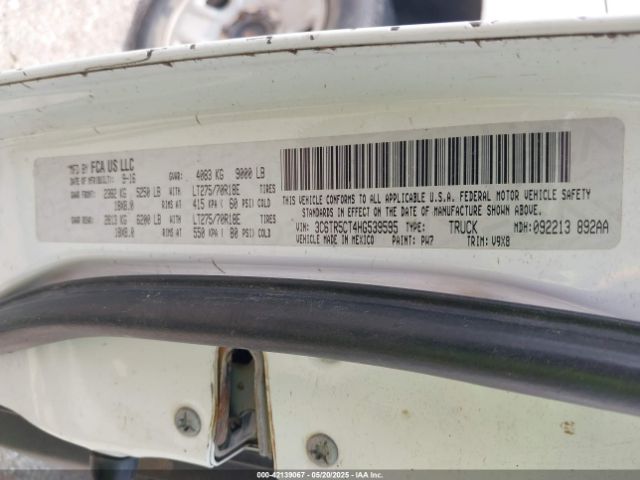 MFD BY FCA US LLC
DATE OF MFR/BUILT: 9-16 GVWR: 4083 KG 9000 LB
GAWR FRONT: 2382 KG 5250 LB WITH LT275/70R18E TIRES
18X8.0 RIMS AT 415 KPA ( 60 PSI) COLD
GAWR REAR: 2813 KG 6200 LB WITH LT275/70R18E TIRES
18X8.0 RIMS AT 550 KPA ( 80 PSI) COLD
THIS VEHICLE CONFORMS TO ALL APPLICABLE U.S.A. FEDERAL MOTOR VEHICLE SAFETY
STANDARDS IN EFFECT ON THE DATE OF MANUFACTURE SHOWN ABOVE.
VIN: 3C6TR5CT4HG539595 TYPE: TRUCK MDH: 092213 892AA
VEHICLE MADE IN MEXICO PAINT: PW7 TRIM: V9X8
000-42139067 - 05/20/2025 - IAAI.COM